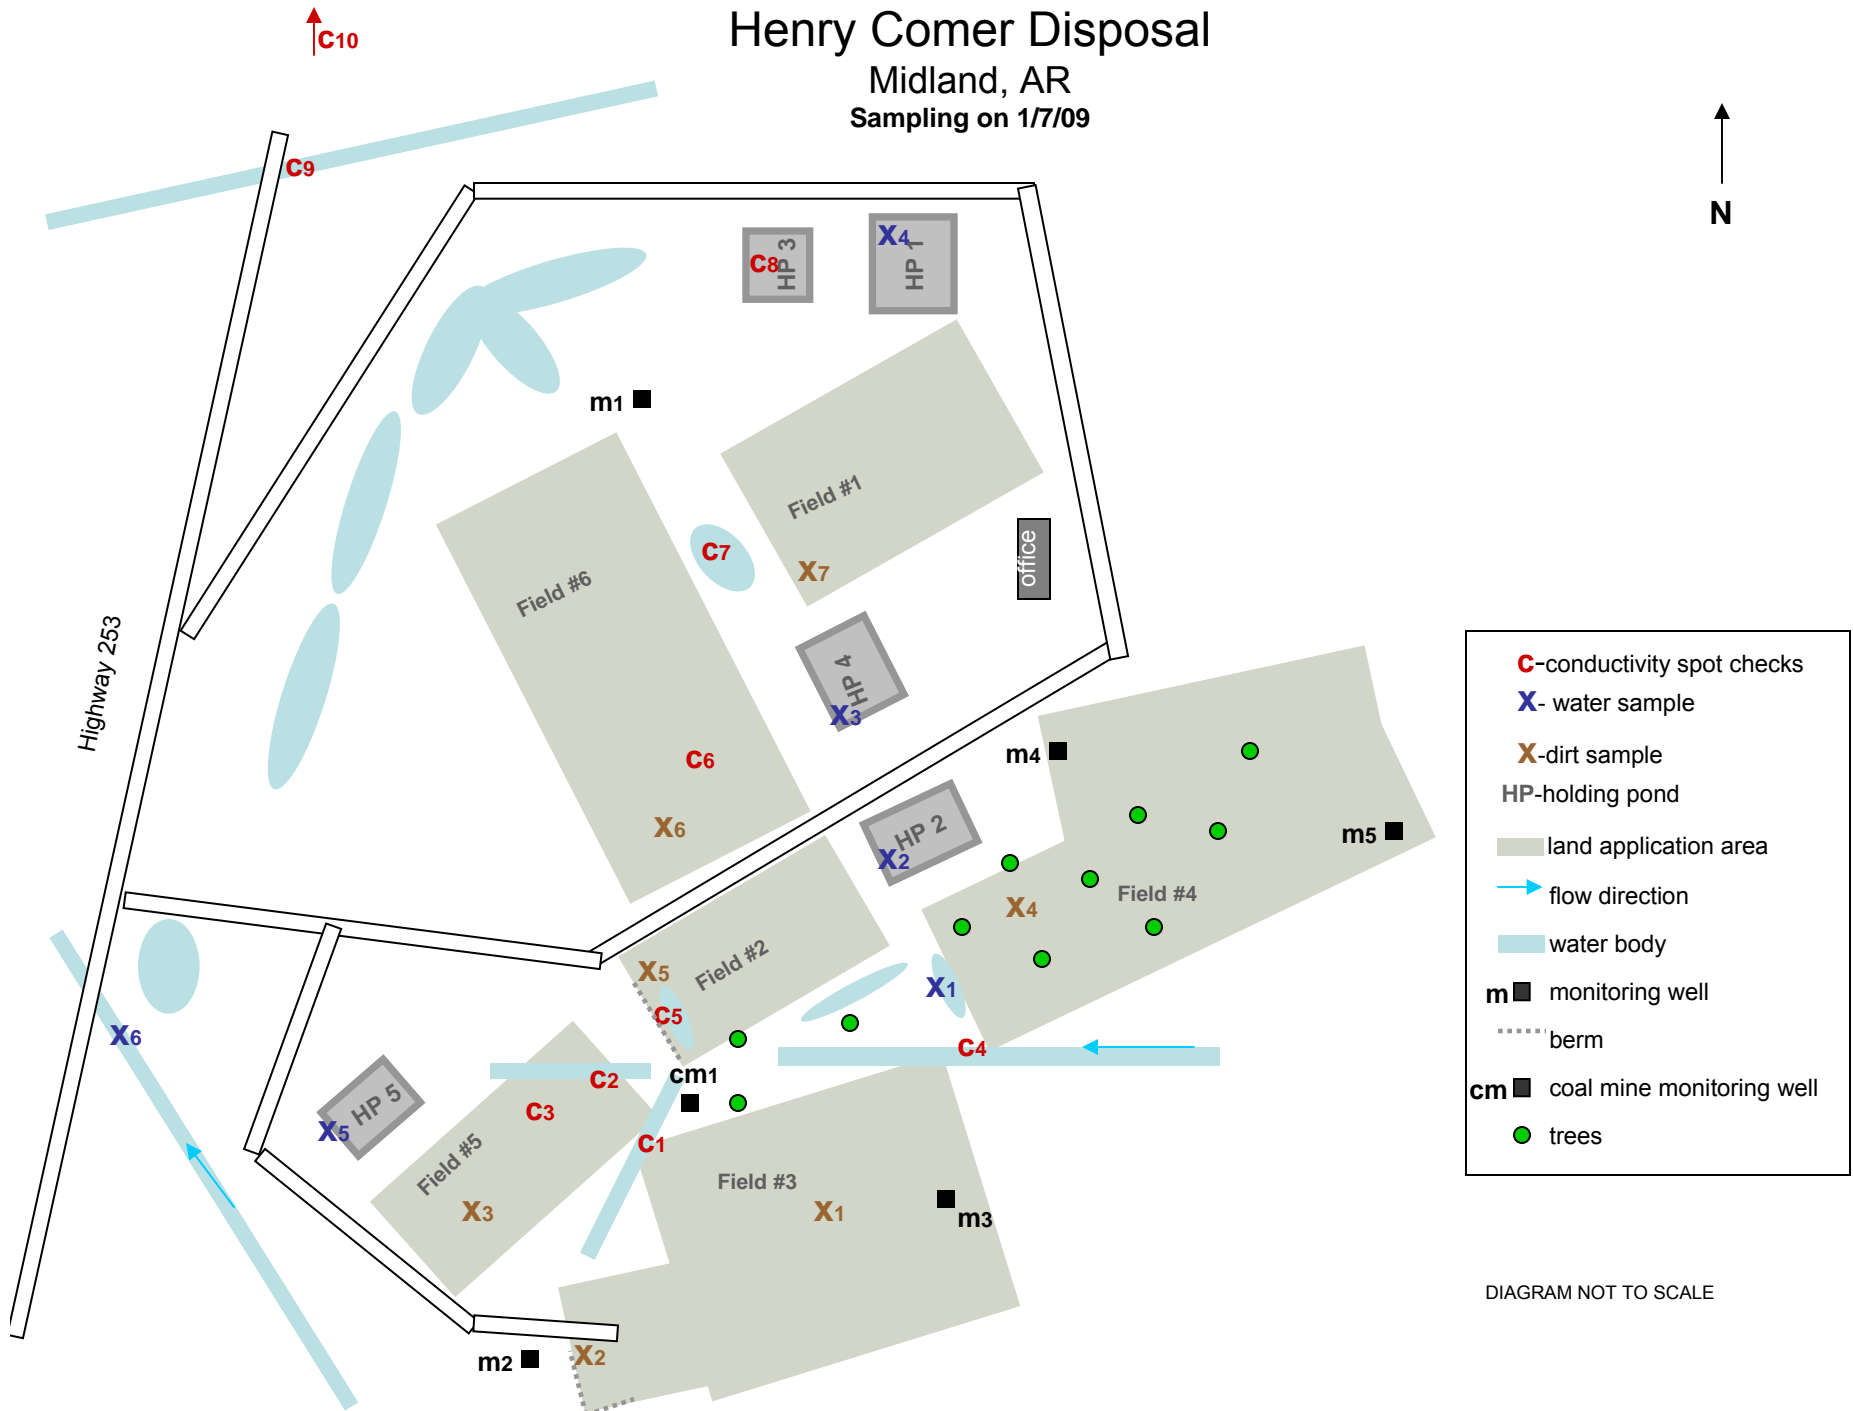 Henry Comer Disposal
Midland, AR
Sampling on 1/7/09
C10
C9
N
C8
HP 3
X4
HP 1
m1
Field #1
C7
X7
office
Field #6
HP 4
X3
Highway 253
C6
X6
m4
m5
HP 2
X2
X4
Field #4
X5
Field #2
X1
C5
C4
X6
C2
cm1
HP 5
X5
C3
C1
Field #5
Field #3
X3
X1
m3
m2
X2
C-conductivity spot checks
X- water sample
X-dirt sample
HP-holding pond
land application area
flow direction
water body
m monitoring well
berm
cm coal mine monitoring well
trees
DIAGRAM NOT TO SCALE